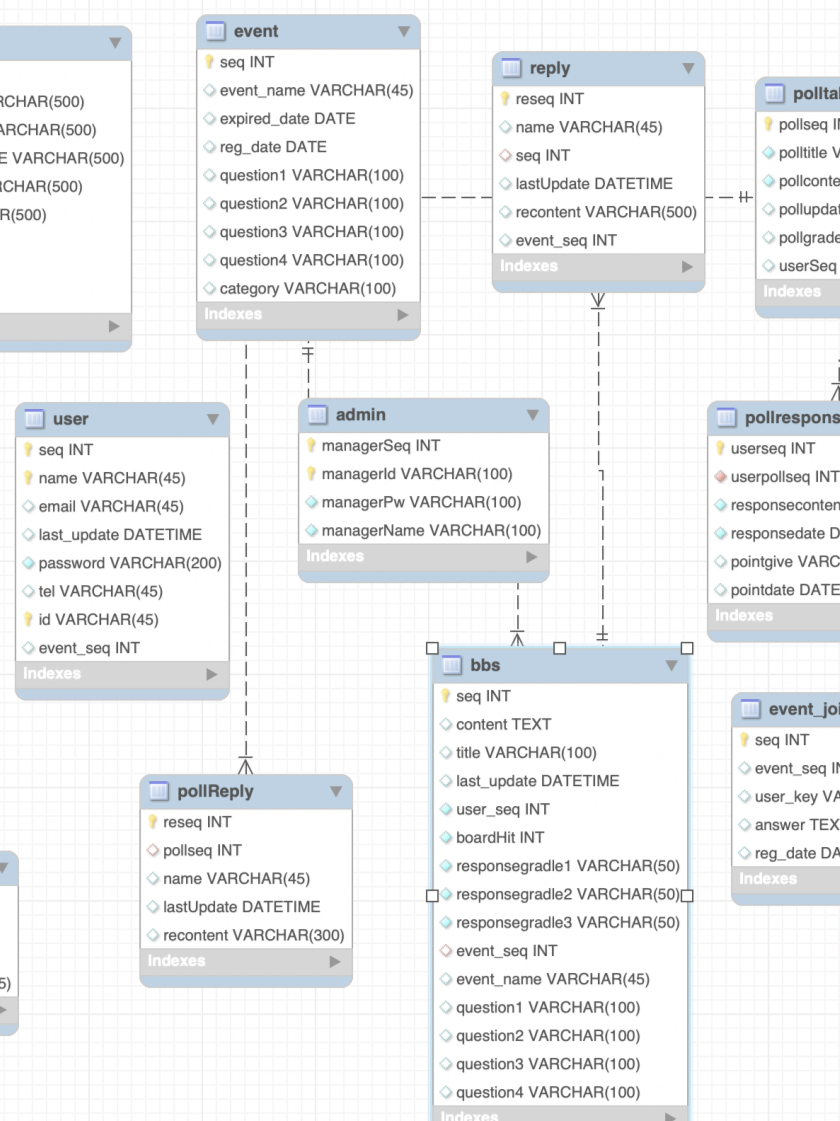 RCHAR(500)
ARCHAR(500)
E VARCHAR(500)
RCHAR(500)
R(500)
event
seq INT
event_name VARCHAR(45)
expired_date DATE
reg_date DATE
question1 VARCHAR(100)
question2 VARCHAR(100)
question3 VARCHAR(100)
question4 VARCHAR(100)
category VARCHAR(100)
Indexes
reply
reseq INT
name VARCHAR(45)
seq INT
lastUpdate DATETIME
recontent VARCHAR(500)
event_seq INT
Indexes
pollta
pollseq I
polltitle V
pollconte
pollupdat
pollgrade
userSeq
Indexes
user
seq INT
name VARCHAR(45)
email VARCHAR(45)
last_update DATETIME
password VARCHAR(200)
tel VARCHAR(45)
id VARCHAR(45)
event_seq INT
Indexes
admin
managerSeq INT
managerId VARCHAR(100)
managerPw VARCHAR(100)
managerName VARCHAR(100)
Indexes
pollrespons
userseq INT
userpollseq INT
responseconten
responsedate D
pointgive VARC
pointdate DATE
Indexes
pollReply
reseq INT
pollseq INT
name VARCHAR(45)
lastUpdate DATETIME
recontent VARCHAR(300)
Indexes
bbs
seq INT
content TEXT
title VARCHAR(100)
last_update DATETIME
user_seq INT
boardHit INT
responsegradle1 VARCHAR(50)
responsegradle2 VARCHAR(50)
responsegradle3 VARCHAR(50)
event_seq INT
event_name VARCHAR(45)
question1 VARCHAR(100)
question2 VARCHAR(100)
question3 VARCHAR(100)
question4 VARCHAR(100)
Indexes
event_joi
seq INT
event_seq IN
user_key VA
answer TEX
reg_date DA
Indexes
5)